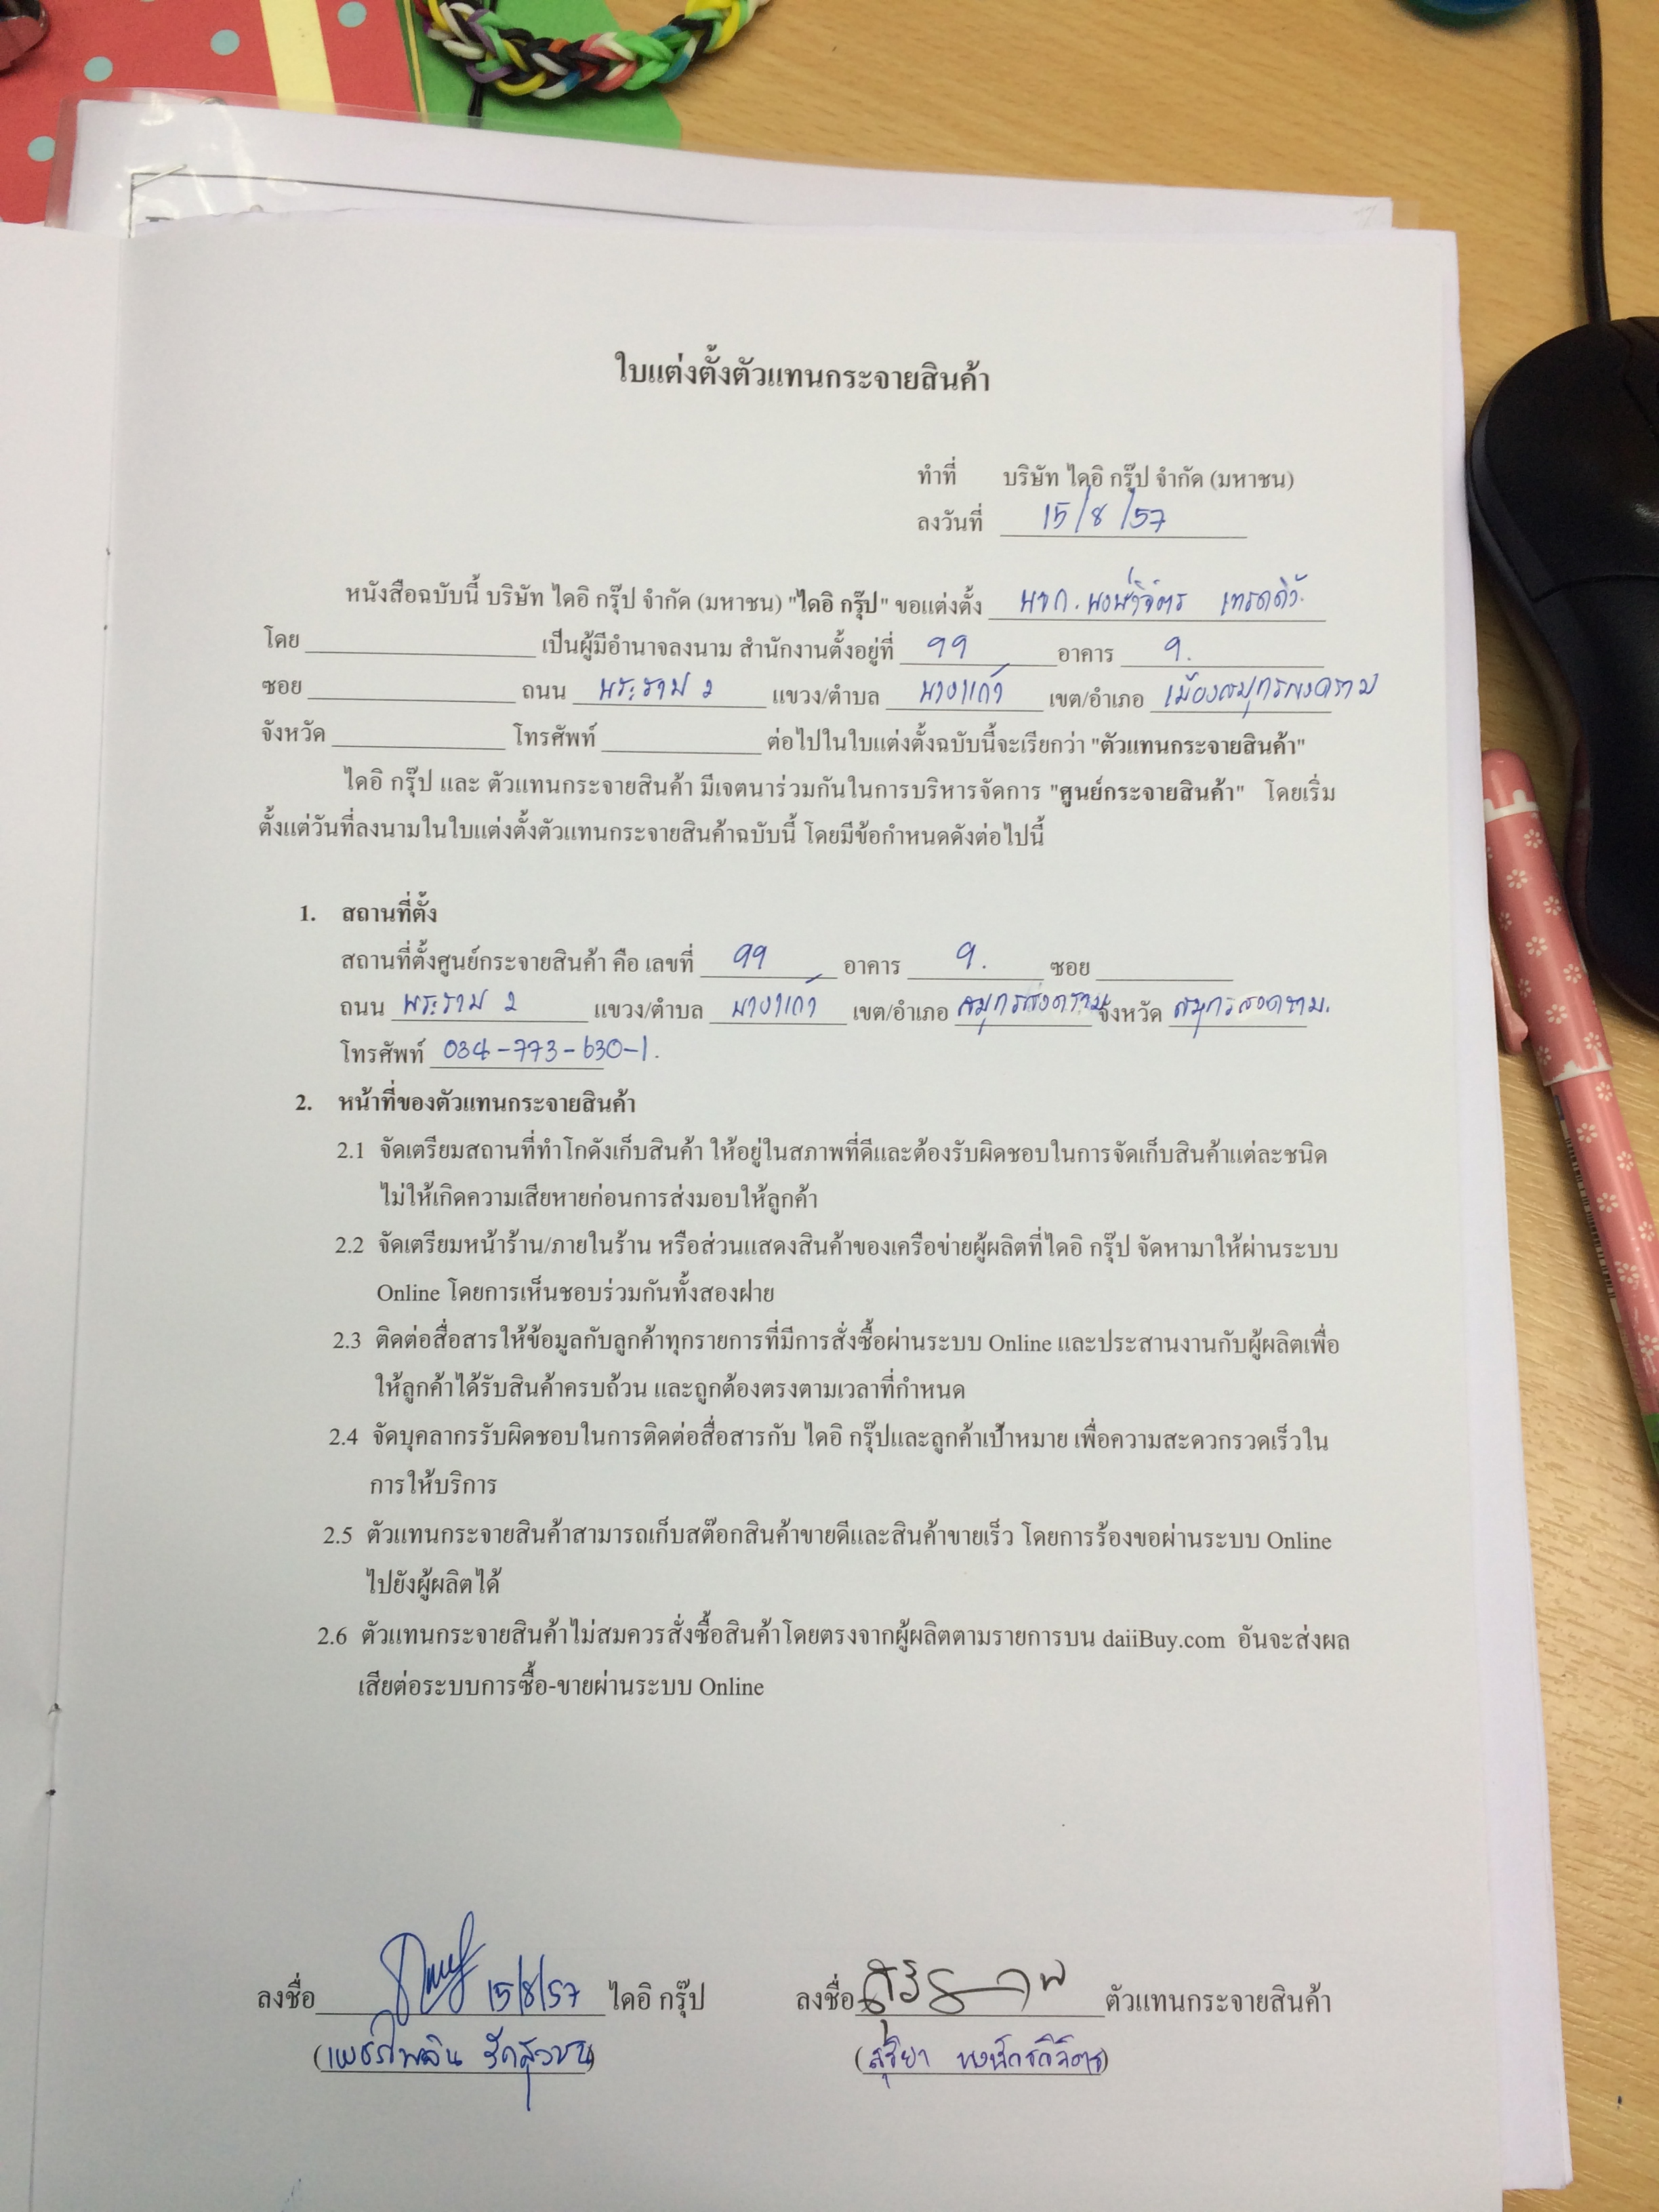 ใบแต่งตั้งตัวแทนกระจายสินค้า
ทำที่ บริษัท ไดอิ กรุ๊ป จำกัด (มหาชน)
ลงวันที่ 15/8/57
หนังสือฉบับนี้ บริษัท ไดอิ กรุ๊ป จำกัด (มหาชน) "ไดอิ กรุ๊ป" ขอแต่งตั้ง หจก.
โดย เป็นผู้มีอำนาจลงนาม สำนักงานตั้งอยู่ที่ 99 อาคาร 9.
ซอย ถนน พระราม 2 แขวง/ตำบล บางแก้ว เขต/อำเภอ เมืองสมุทรสงคราม
จังหวัด โทรศัพท์ ต่อไปในใบแต่งตั้งฉบับนี้จะเรียกว่า "ตัวแทนกระจายสินค้า"
ไดอิ กรุ๊ป และ ตัวแทนกระจายสินค้า มีเจตนาร่วมกันในการบริหารจัดการ "ศูนย์กระจายสินค้า" โดยเริ่ม
ตั้งแต่วันที่ลงนามในใบแต่งตั้งตัวแทนกระจายสินค้าฉบับนี้ โดยมีข้อกำหนดดังต่อไปนี้
1. สถานที่ตั้ง
สถานที่ตั้งศูนย์กระจายสินค้า คือ เลขที่ 99 อาคาร 9. ซอย
ถนน พระราม 2 แขวง/ตำบล บางแก้ว เขต/อำเภอ สมุทรสงคราม จังหวัด สมุทรสงคราม.
โทรศัพท์ 034-773-630-1.
2. หน้าที่ของตัวแทนกระจายสินค้า
2.1 จัดเตรียมสถานที่ทำโกดังเก็บสินค้า ให้อยู่ในสภาพที่ดีและต้องรับผิดชอบในการจัดเก็บสินค้าแต่ละชนิด
ไม่ให้เกิดความเสียหายก่อนการส่งมอบให้ลูกค้า
2.2 จัดเตรียมหน้าร้าน/ภายในร้าน หรือส่วนแสดงสินค้าของเครือข่ายผู้ผลิตที่ไดอิ กรุ๊ป จัดหามาให้ผ่านระบบ
Online โดยการเห็นชอบร่วมกันทั้งสองฝ่าย
2.3 ติดต่อสื่อสารให้ข้อมูลกับลูกค้าทุกรายการที่มีการสั่งซื้อผ่านระบบ Online และประสานงานกับผู้ผลิตเพื่อ
ให้ลูกค้าได้รับสินค้าครบถ้วน และถูกต้องตรงตามเวลาที่กำหนด
2.4 จัดบุคลากรรับผิดชอบในการติดต่อสื่อสารกับ ไดอิ กรุ๊ปและลูกค้าเป้าหมาย เพื่อความสะดวกรวดเร็วใน
การให้บริการ
2.5 ตัวแทนกระจายสินค้าสามารถเก็บสต๊อกสินค้าขายดีและสินค้าขายเร็ว โดยการร้องขอผ่านระบบ Online
ไปยังผู้ผลิตได้
2.6 ตัวแทนกระจายสินค้าไม่สมควรสั่งซื้อสินค้าโดยตรงจากผู้ผลิตตามรายการบน daiiBuy.com อันจะส่งผล
เสียต่อระบบการซื้อ-ขายผ่านระบบ Online
ลงชื่อ 15/8/57 ไดอิ กรุ๊ป ลงชื่อ ตัวแทนกระจายสินค้า